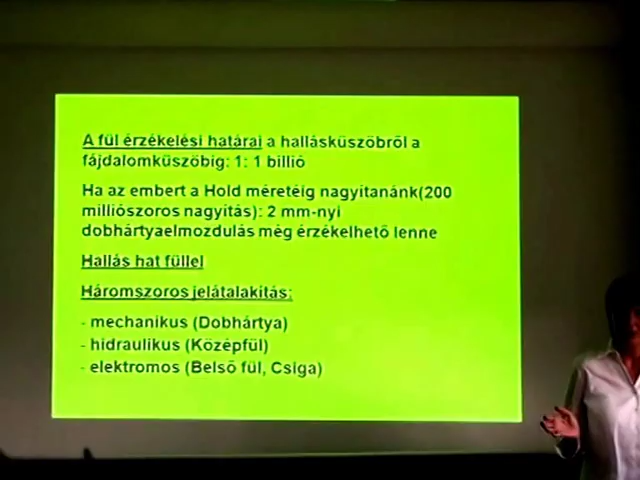 A fül érzékelési határai a hallásküszöbről a
fájdalomküszöbig: 1: 1 billió
Ha az embert a Hold méretéig nagyítanánk(200
milliószoros nagyítás): 2 mm-nyi
dobhártyaelmozdulás még érzékelhető lenne
Hallás hat füllel
Háromszoros jelátalakítás:
- mechanikus (Dobhártya)
- hidraulikus (Középfül)
- elektromos (Belső fül, Csiga)